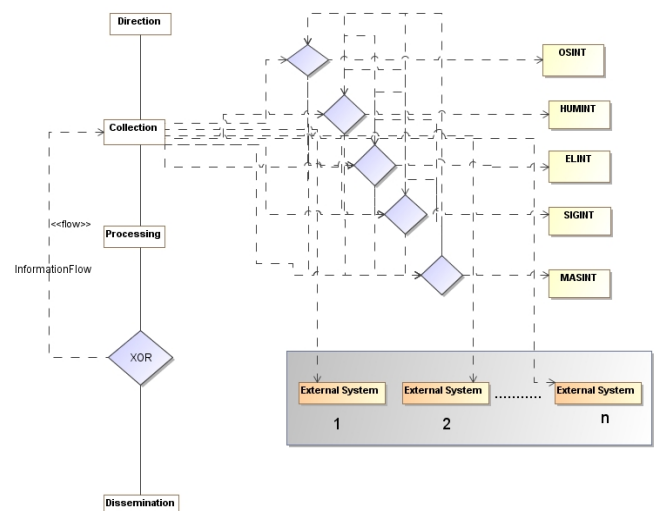 Direction
OSINT
HUMINT
Collection
ELINT
SIGINT
<<flow>>
Processing
InformationFlow
MASINT
XOR
External System
External System
External System
...........
1
2
n
Dissemination